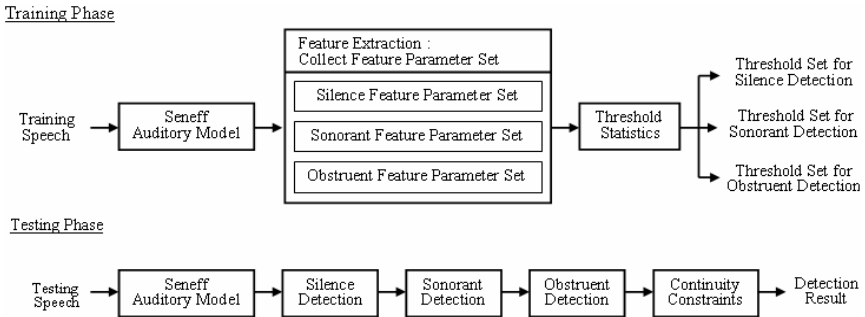 Training Phase
Feature Extraction :
Collect Feature Parameter Set
Silence Feature Parameter Set
Sonorant Feature Parameter Set
Obstruent Feature Parameter Set
Training
Speech
Seneff
Auditory Model
Threshold
Statistics
Threshold Set for
Silence Detection
Threshold Set for
Sonorant Detection
Threshold Set for
Obstruent Detection
Testing Phase
Testing
Speech
Seneff
Auditory Model
Silence
Detection
Sonorant
Detection
Obstruent
Detection
Continuity
Constraints
Detection
Result